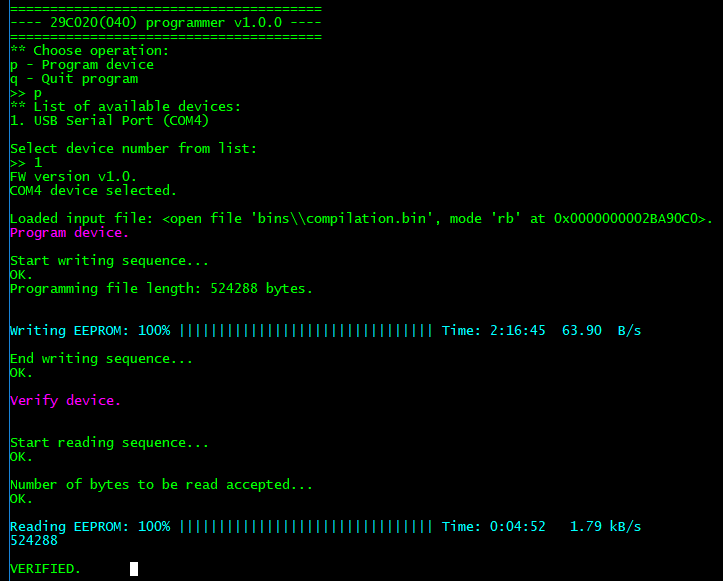 =======================================
---- 29C020(040) programmer v1.0.0 ----
=======================================
** Choose operation:
p - Program device
q - Quit program
>> p
** List of available devices:
1. USB Serial Port (COM4)
Select device number from list:
>> 1
FW version v1.0.
COM4 device selected.
Loaded input file: <open file 'bins\\compilation.bin', mode 'rb' at 0x0000000002BA90C0>.
Program device.
Start writing sequence...
OK.
Programming file length: 524288 bytes.
Writing EEPROM: 100% |||||||||||||||||||||||||||||||| Time: 2:16:45  63.90  B/s
End writing sequence...
OK.
Verify device.
Start reading sequence...
OK.
Number of bytes to be read accepted...
OK.
Reading EEPROM: 100% |||||||||||||||||||||||||||||||| Time: 0:04:52   1.79 kB/s
524288
VERIFIED.